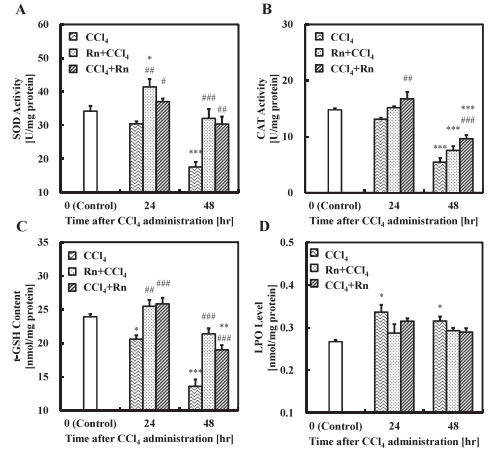 A
CCl4
Rn+CCl4
CCl4+Rn
SOD Activity
[U/mg protein]
60
50
40
30
20
10
*
##
#
***
###
##
0 (Control)
24
48
Time after CCl4 administration [hr]
B
CCl4
Rn+CCl4
CCl4+Rn
CAT Activity
[U/mg protein]
30
20
10
0
##
***
***
***
###
0 (Control)
24
48
Time after CCl4 administration [hr]
C
CCl4
Rn+CCl4
CCl4+Rn
t-GSH Content
[nmol/mg protein]
35
30
25
20
15
10
*
##
###
***
###
**
###
0 (Control)
24
48
Time after CCl4 administration [hr]
D
CCl4
Rn+CCl4
CCl4+Rn
LPO Level
[nmol/mg protein]
0.5
0.4
0.3
0.2
0.1
*
*
0 (Control)
24
48
Time after CCl4 administration [hr]